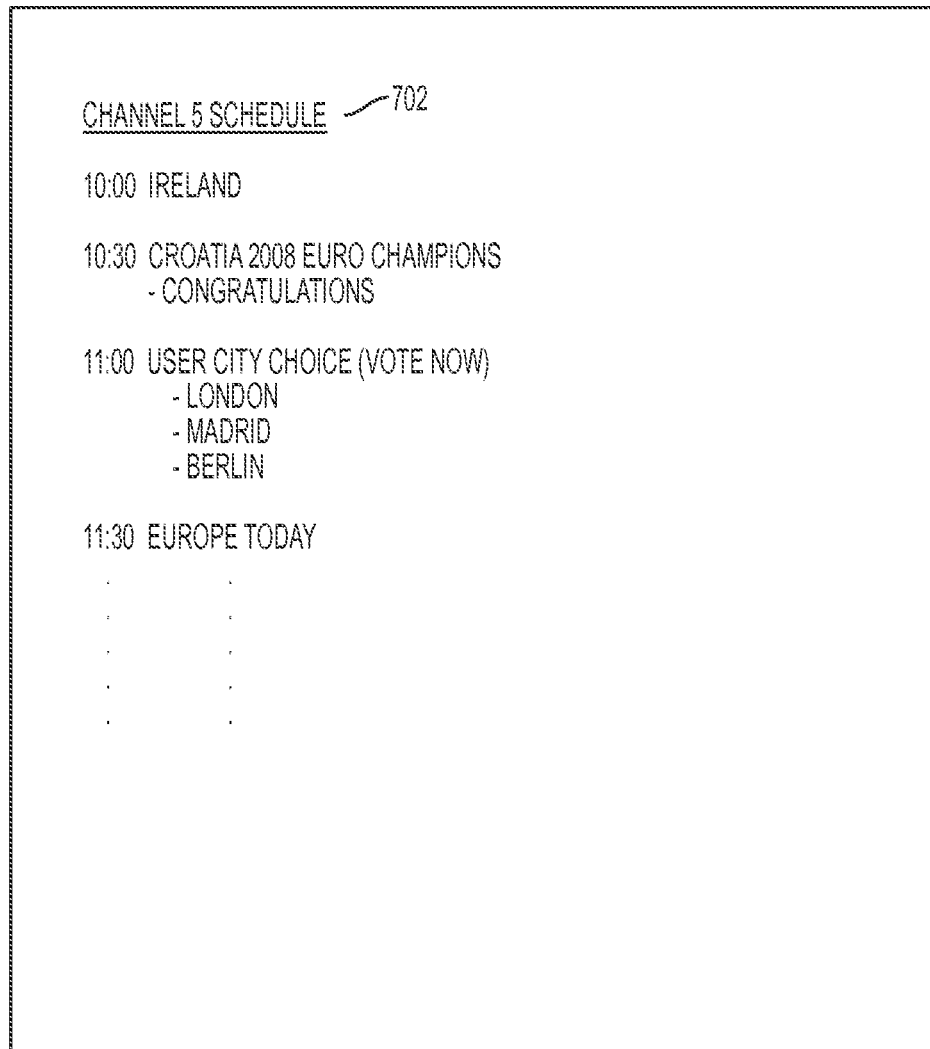 CHANNEL 5 SCHEDULE 702
10:00 IRELAND
10:30 CROATIA 2008 EURO CHAMPIONS
- CONGRATULATIONS
11:00 USER CITY CHOICE (VOTE NOW)
- LONDON
- MADRID
- BERLIN
11:30 EUROPE TODAY
. .
. .
. .
. .
. .